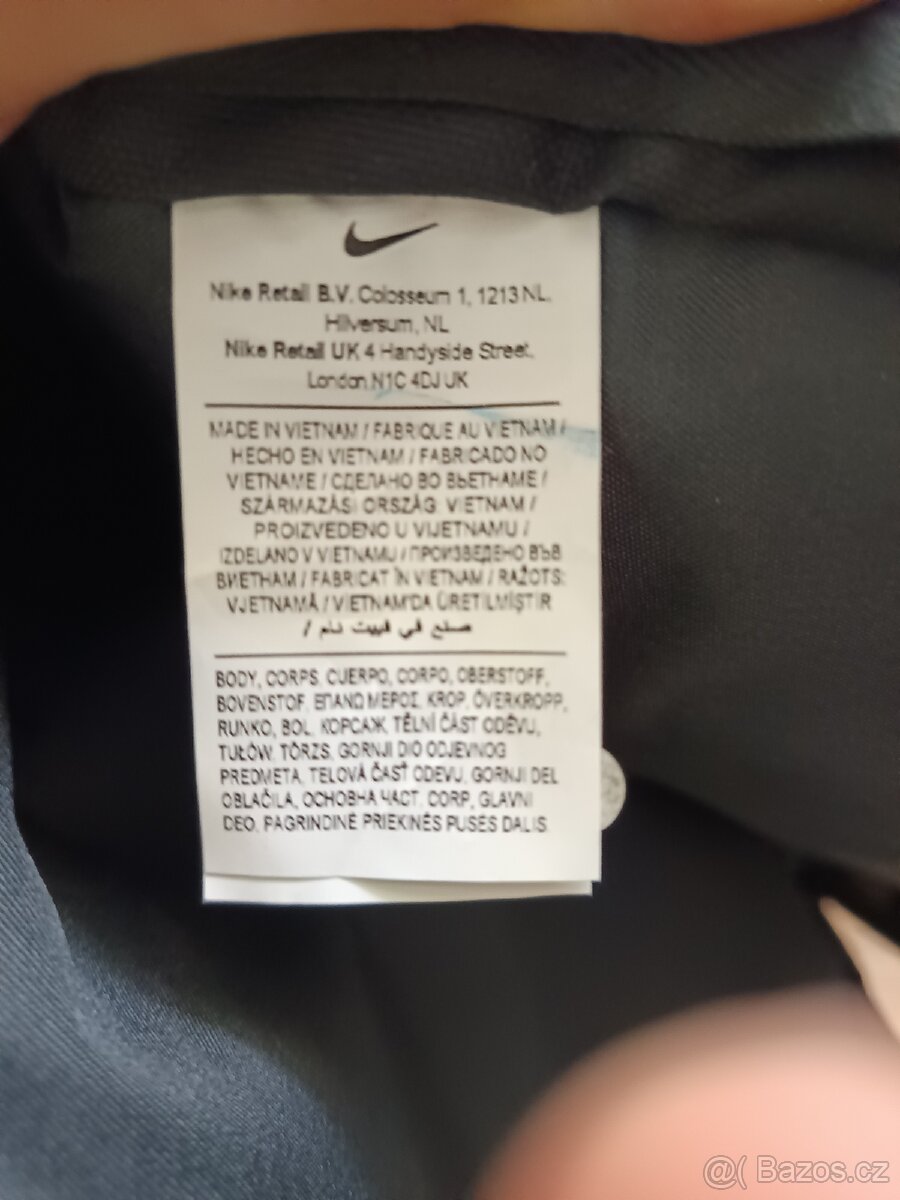 Nike Retail B.V. Colosseum 1, 1213 NL,
Hilversum, NL
Nike Retail UK 4 Handyside Street,
London N1C 4DJ UK
MADE IN VIETNAM / FABRIQUE AU VIETNAM /
HECHO EN VIETNAM / FABRICADO NO
VIETNAME / СДЕЛАНО ВО ВЬЕТНАМЕ /
SZÁRMAZÁSI ORSZÁG: VIETNAM /
PROIZVEDENO U VIJETNAMU /
IZDELANO V VIETNAMU / ПРОИЗВЕДЕНО ВЪВ
ВИЕТНАМ / FABRICAT ÎN VIETNAM / RAŽOTS:
VJETNAMĀ / VIETNAM'DA ÜRETILMIŞTIR
/ صنع في فييت نام
BODY, CORPS, CUERPO, CORPO, OBERSTOFF,
BOVENSTOF, ΕΠΑΝΩ ΜΕΡΟΣ, KROP, ÖVERKROPP,
RUNKO, BOL, КОРСАЖ, TĚLNÍ ČÁST ODĚVU,
TUŁÓW, TÖRZS, GORNJI DIO ODJEVNOG
PREDMETA, TELOVÁ ČASŤ ODEVU, GORNJI DEL
OBLAČILA, ОСНОВНА ЧАСТ, CORP, GLAVNI
DEO, PAGRINDINĖ PRIEKINĖS PUSĖS DALIS
@( Bazos.cz